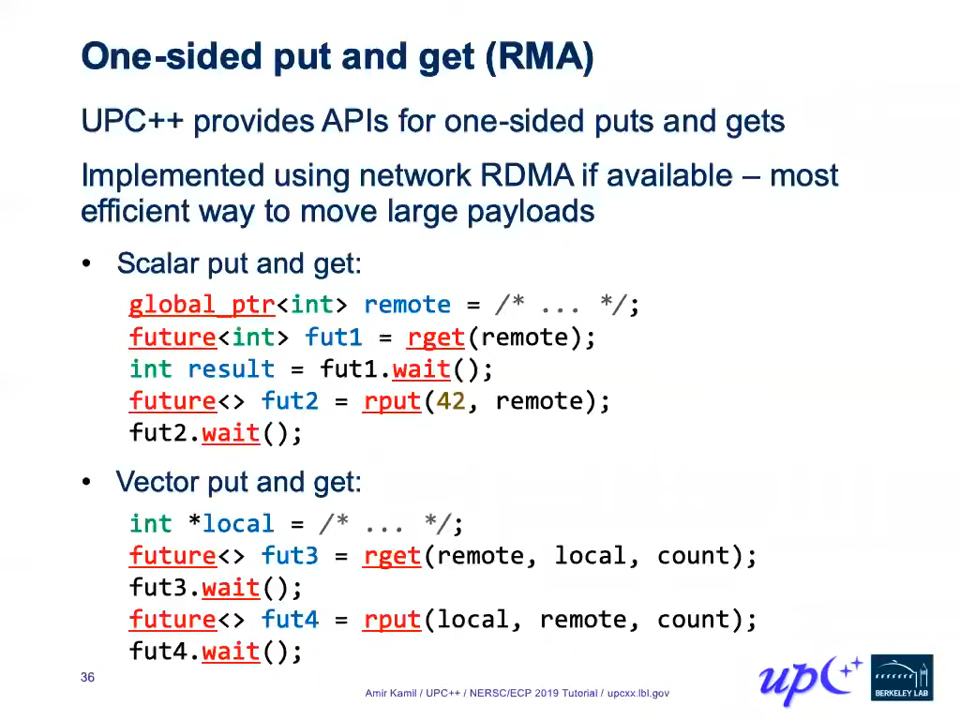 One-sided put and get (RMA)
UPC++ provides APIs for one-sided puts and gets
Implemented using network RDMA if available – most
efficient way to move large payloads
• Scalar put and get:
global_ptr<int> remote = /* ... */;
future<int> fut1 = rget(remote);
int result = fut1.wait();
future<> fut2 = rput(42, remote);
fut2.wait();
• Vector put and get:
int *local = /* ... */;
future<> fut3 = rget(remote, local, count);
fut3.wait();
future<> fut4 = rput(local, remote, count);
fut4.wait();
36
Amir Kamil / UPC++ / NERSC/ECP 2019 Tutorial / upcxx.lbl.gov
upC++
BERKELEY LAB